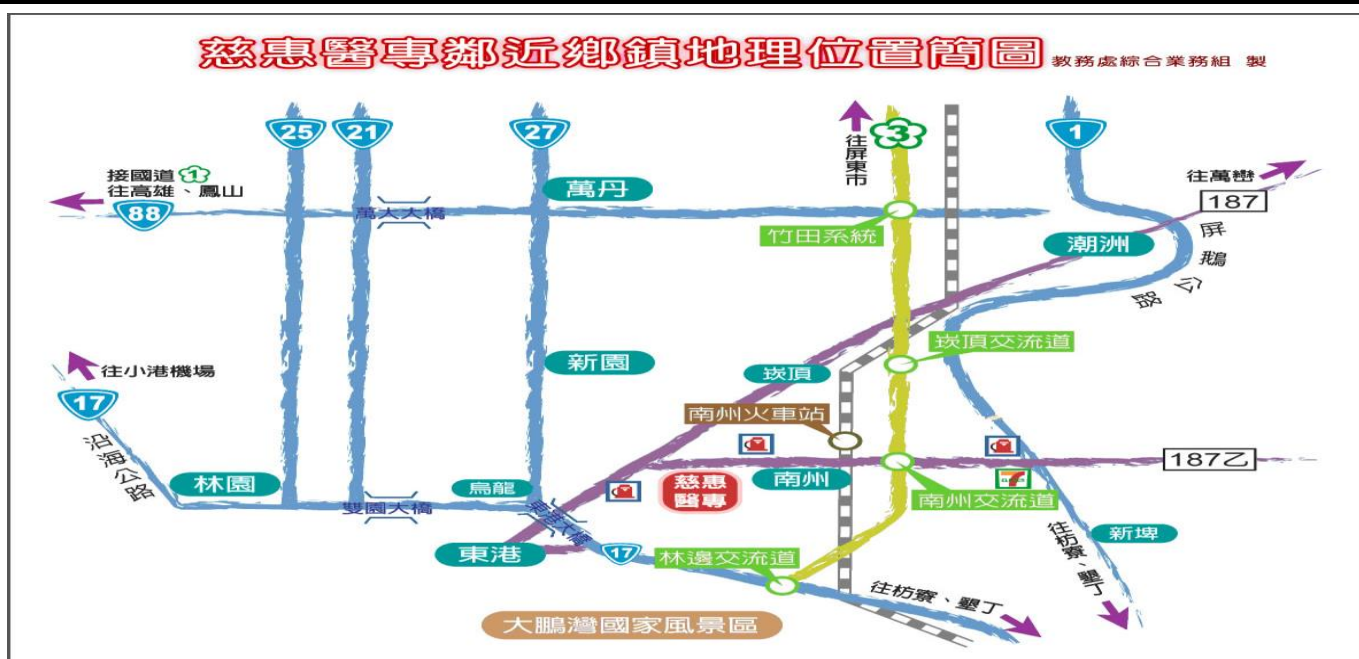 慈惠醫專鄰近鄉鎮地理位置簡圖 教務處綜合業務組 製
25
21
27
往屏東市
3
1
接國道1
往高雄、鳳山
88
萬大大橋
萬丹
竹田系統
往萬巒
187
潮洲
屏鵝公路
往小港機場
17
沿海公路
新園
崁頂
崁頂交流道
南州火車站
187乙
林園
雙園大橋
烏龍
東港大橋
慈惠
醫專
南州
7
南州交流道
東港
17
林邊交流道
新埤
往枋寮、墾丁
往枋寮、墾丁
大鵬灣國家風景區